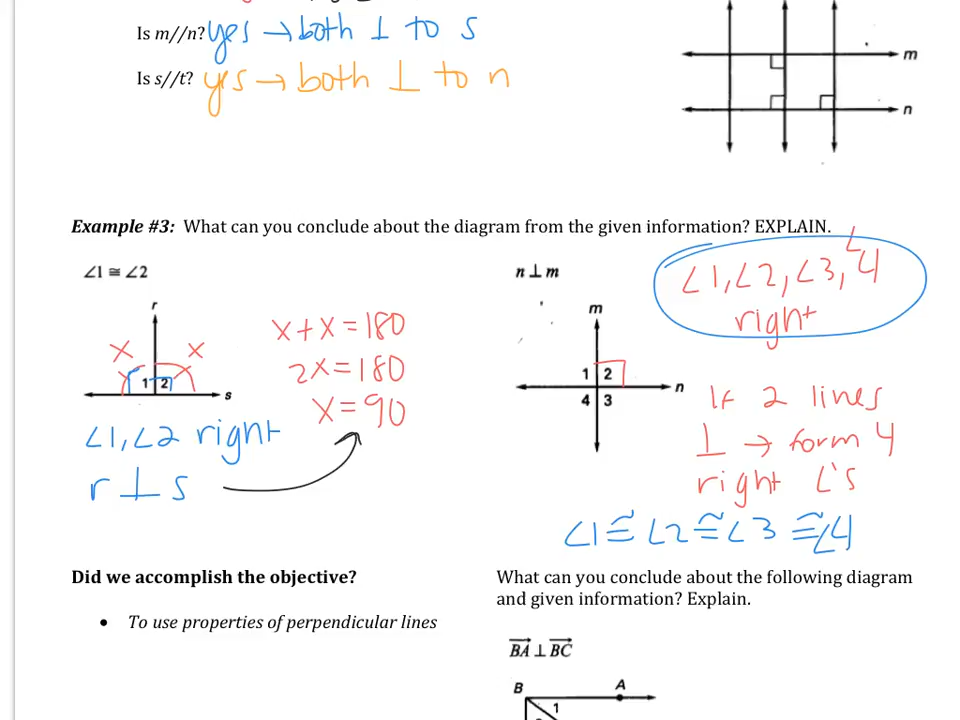 Is m//n? yes → both ⊥ to s
Is s//t? yes → both ⊥ to n
m
n
Example #3: What can you conclude about the diagram from the given information? EXPLAIN.
∠1 ≅ ∠2
r
x x
1 2
s
x+x=180
2x=180
x=90
∠1,∠2 right
r ⊥ s
n ⊥ m
∠1,∠2,∠3,∠4
right
m
1 2
n
4 3
If 2 lines
⊥ → form 4
right ∠'s
∠1≅∠2≅∠3≅∠4
Did we accomplish the objective?
• To use properties of perpendicular lines
What can you conclude about the following diagram
and given information? Explain.
BA ⊥ BC
B A
1